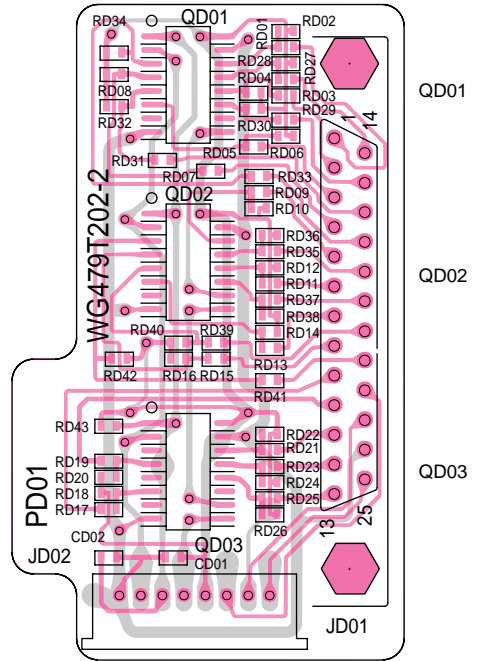 RD34
QD01
RD01
RD02
RD27
RD28
RD04
RD03
RD08
RD29
RD32
RD30
1
14
QD01
RD31
RD05
RD06
RD07
RD33
QD02
RD09
RD10
WG479T202-2
RD36
RD35
RD12
RD11
QD02
RD37
RD38
RD40
RD39
RD14
RD42
RD16
RD15
RD13
RD41
RD43
RD22
RD21
RD19
RD23
QD03
RD20
RD24
RD18
RD25
RD17
PD01
RD26
13
25
CD02
QD03
JD02
CD01
JD01